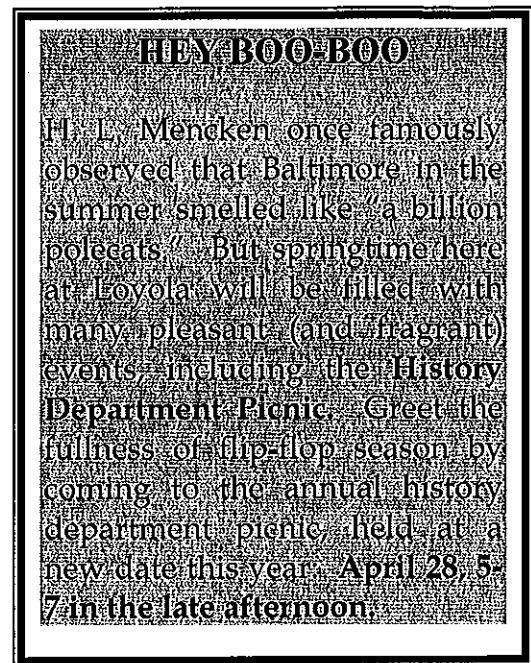 HEY BOO-BOO
H. L. Mencken once famously
observed that Baltimore in the
summer smelled like "a billion
polecats." But springtime here
at Loyola will be filled with
many pleasant (and fragrant)
events, including the History
Department Picnic. Greet the
fullness of flip-flop season by
coming to the annual history
department picnic, held at a
new date this year: April 28, 5-
7 in the late afternoon.